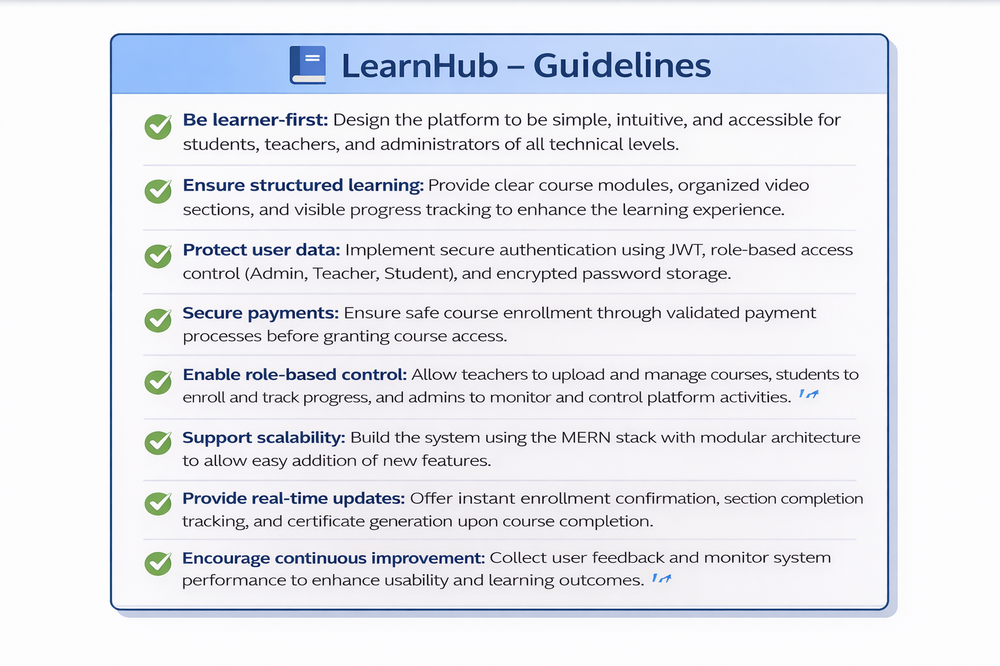 LearnHub – Guidelines
Be learner-first: Design the platform to be simple, intuitive, and accessible for
students, teachers, and administrators of all technical levels.
Ensure structured learning: Provide clear course modules, organized video
sections, and visible progress tracking to enhance the learning experience.
Protect user data: Implement secure authentication using JWT, role-based access
control (Admin, Teacher, Student), and encrypted password storage.
Secure payments: Ensure safe course enrollment through validated payment
processes before granting course access.
Enable role-based control: Allow teachers to upload and manage courses, students to
enroll and track progress, and admins to monitor and control platform activities.
Support scalability: Build the system using the MERN stack with modular architecture
to allow easy addition of new features.
Provide real-time updates: Offer instant enrollment confirmation, section completion
tracking, and certificate generation upon course completion.
Encourage continuous improvement: Collect user feedback and monitor system
performance to enhance usability and learning outcomes.